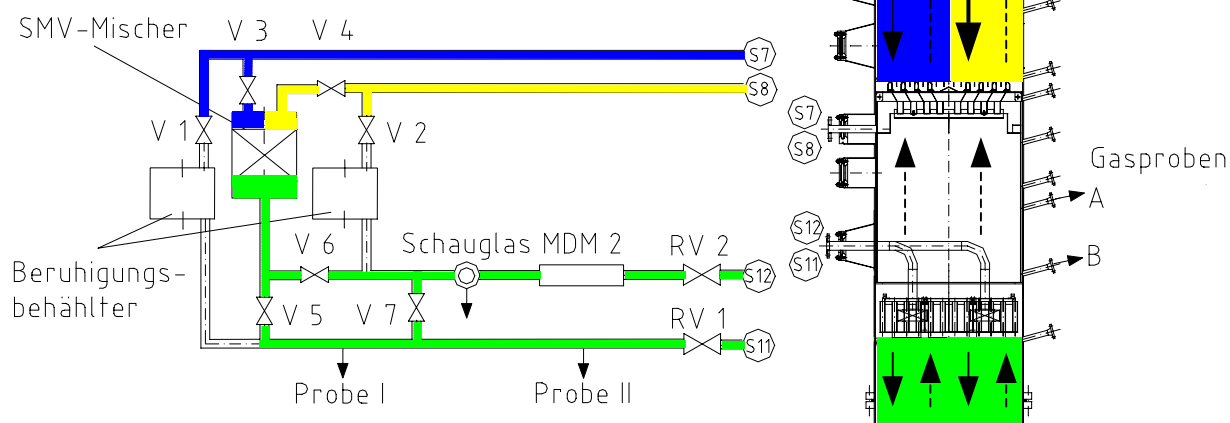 SMV-Mischer
V 3
V 4
S7
S8
V 1
V 2
S7
S8
Gasproben
A
S12
S11
B
V 6
Schauglas
MDM 2
RV 2
S12
Beruhigungs-
behählter
V 5
V 7
RV 1
S11
Probe I
Probe II